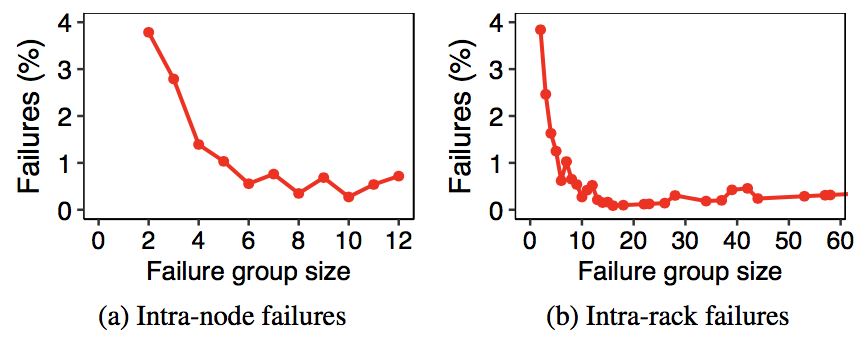 4
3
2
1
0
Failures (%)
0 2 4 6 8 10 12
Failure group size
(a) Intra-node failures
4
3
2
1
0
Failures (%)
0 10 20 30 40 50 60
Failure group size
(b) Intra-rack failures